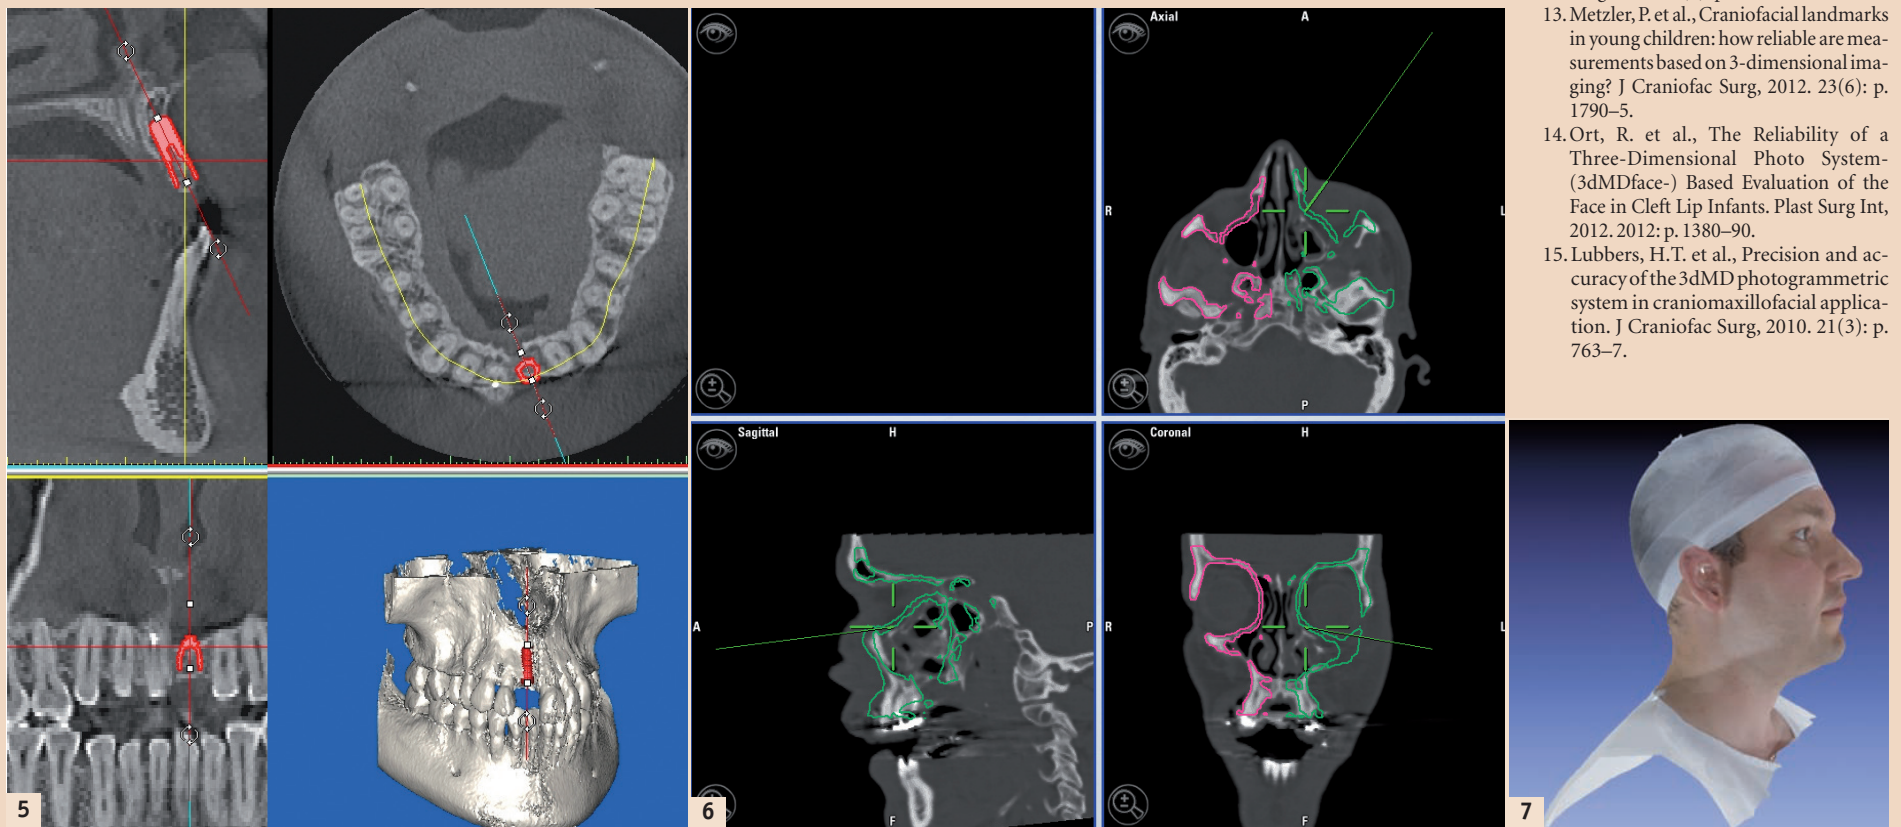 13. Metzler, P. et al., Craniofacial landmarks
in young children: how reliable are mea-
surements based on 3-dimensional ima-
ging? J Craniofac Surg, 2012. 23(6): p.
1790–5.
14. Ort, R. et al., The Reliability of a
Three-Dimensional Photo System-
(3dMDface-) Based Evaluation of the
Face in Cleft Lip Infants. Plast Surg Int,
2012. 2012: p. 1380–90.
15. Lubbers, H.T. et al., Precision and ac-
curacy of the 3dMD photogrammetric
system in craniomaxillofacial applica-
tion. J Craniofac Surg, 2010. 21(3): p.
763–7.
5
Axial
A
R
L
P
Sagittal
H
A
P
F
Coronal
H
R
L
F
6
7